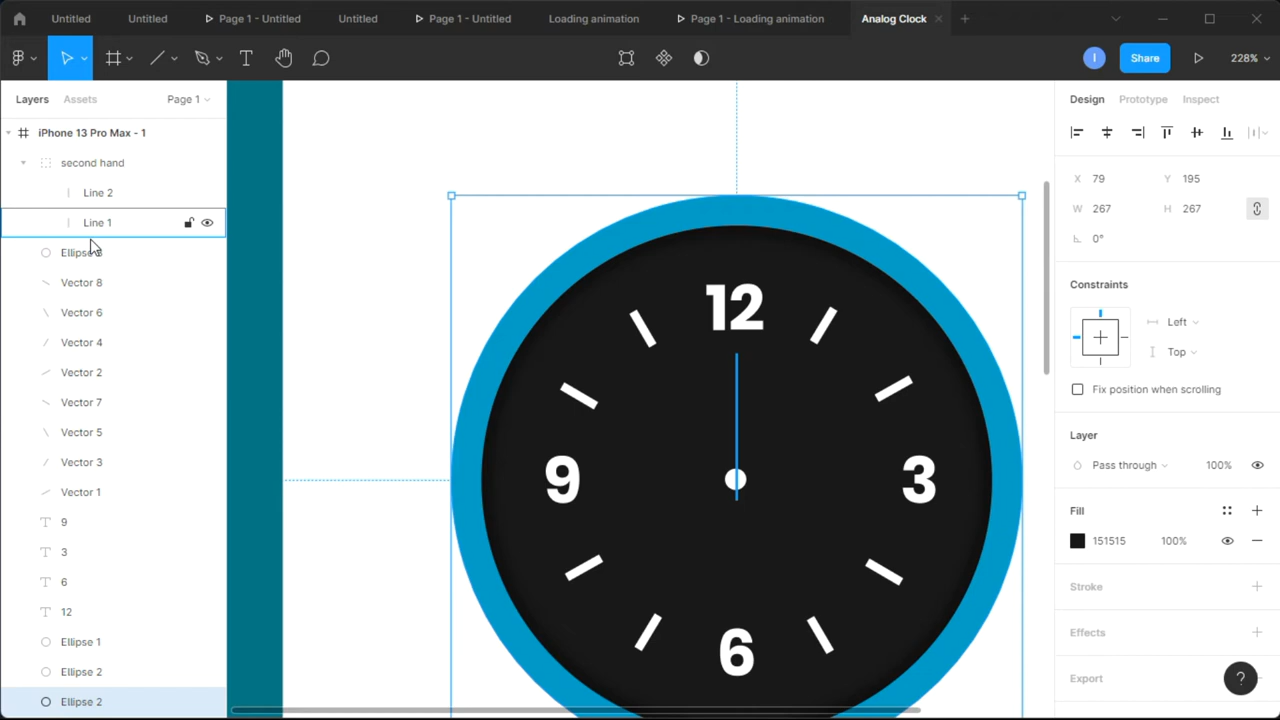 Untitled Untitled Page 1 - Untitled Untitled Page 1 - Untitled Loading animation Page 1 - Loading animation Analog Clock
T I Share 228%
Layers Assets Page 1
iPhone 13 Pro Max - 1
second hand
Line 2
Line 1
Ellipse 3
Vector 8
Vector 6
Vector 4
Vector 2
Vector 7
Vector 5
Vector 3
Vector 1
9
3
6
12
Ellipse 1
Ellipse 2
Ellipse 2
12
9 3
6
Design Prototype Inspect
X 79 Y 195
W 267 H 267
0°
Constraints
Left
Top
Fix position when scrolling
Layer
Pass through 100%
Fill
151515 100%
Stroke
Effects
Export
?